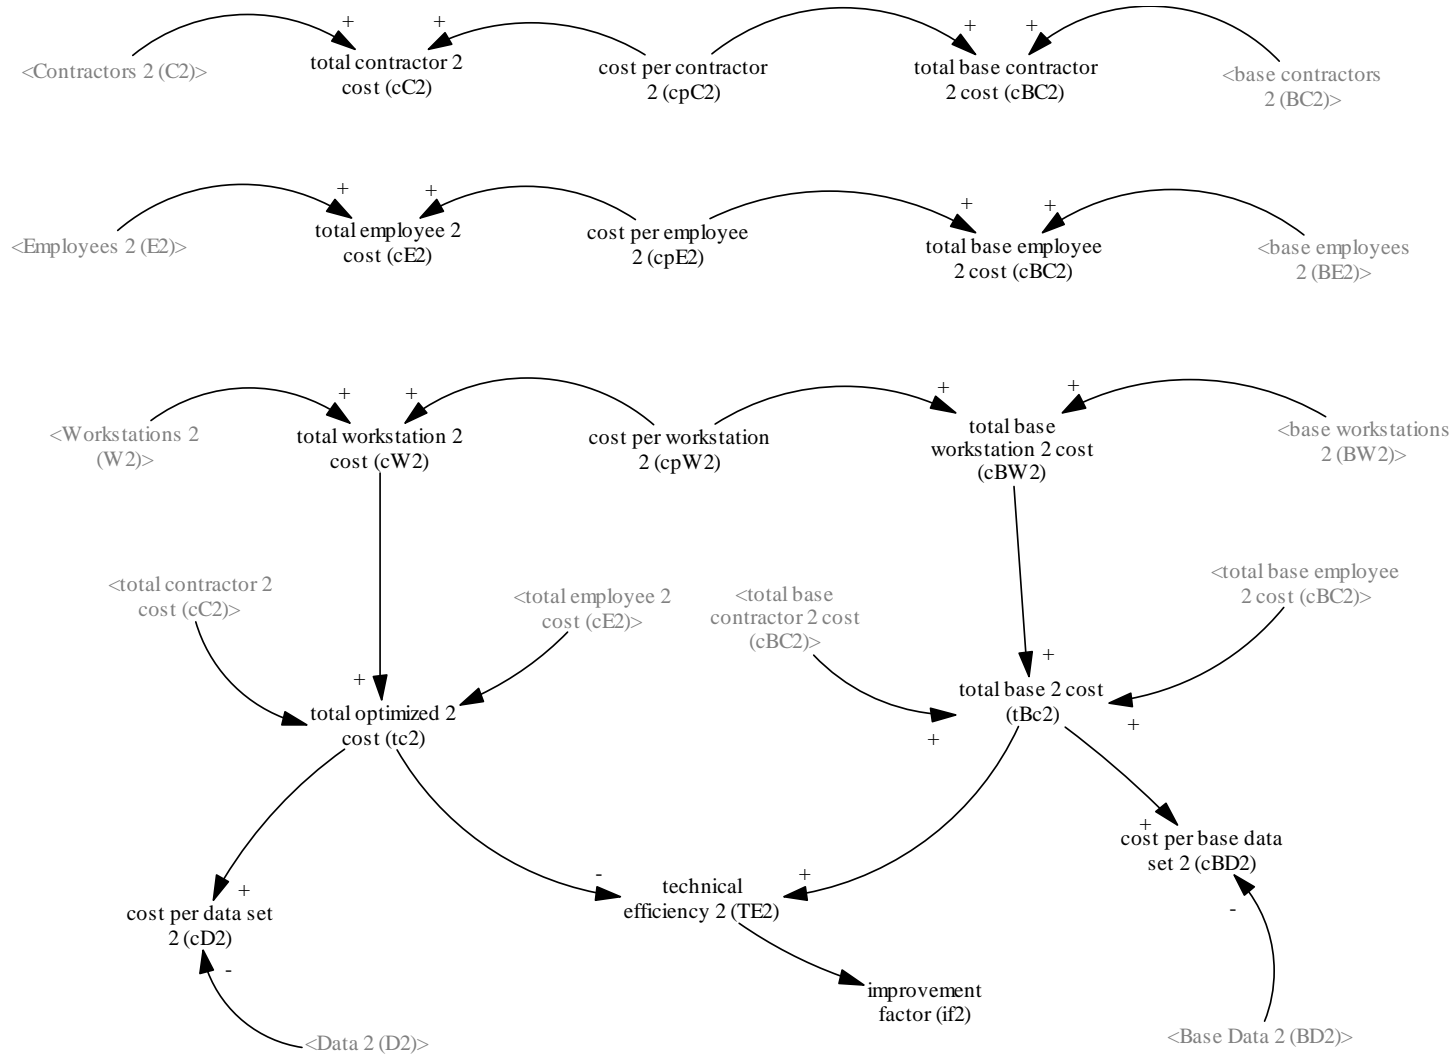 +
+
+
+
<Contractors 2 (C2)>
total contractor 2
cost (cC2)
cost per contractor
2 (cpC2)
total base contractor
2 cost (cBC2)
<base contractors
2 (BC2)>
+
+
+
+
<Employees 2 (E2)>
total employee 2
cost (cE2)
cost per employee
2 (cpE2)
total base employee
2 cost (cBC2)
<base employees
2 (BE2)>
+
+
+
+
<Workstations 2
(W2)>
total workstation 2
cost (cW2)
cost per workstation
2 (cpW2)
total base
workstation 2 cost
(cBW2)
<base workstations
2 (BW2)>
<total contractor 2
cost (cC2)>
<total employee 2
cost (cE2)>
<total base
contractor 2 cost
(cBC2)>
<total base employee
2 cost (cBC2)>
+
total optimized 2
cost (tc2)
+
total base 2 cost
(tBc2)
+
+
+
cost per base data
set 2 (cBD2)
-
+
cost per data set
2 (cD2)
-
-
+
technical
efficiency 2 (TE2)
improvement
factor (if2)
<Data 2 (D2)>
<Base Data 2 (BD2)>